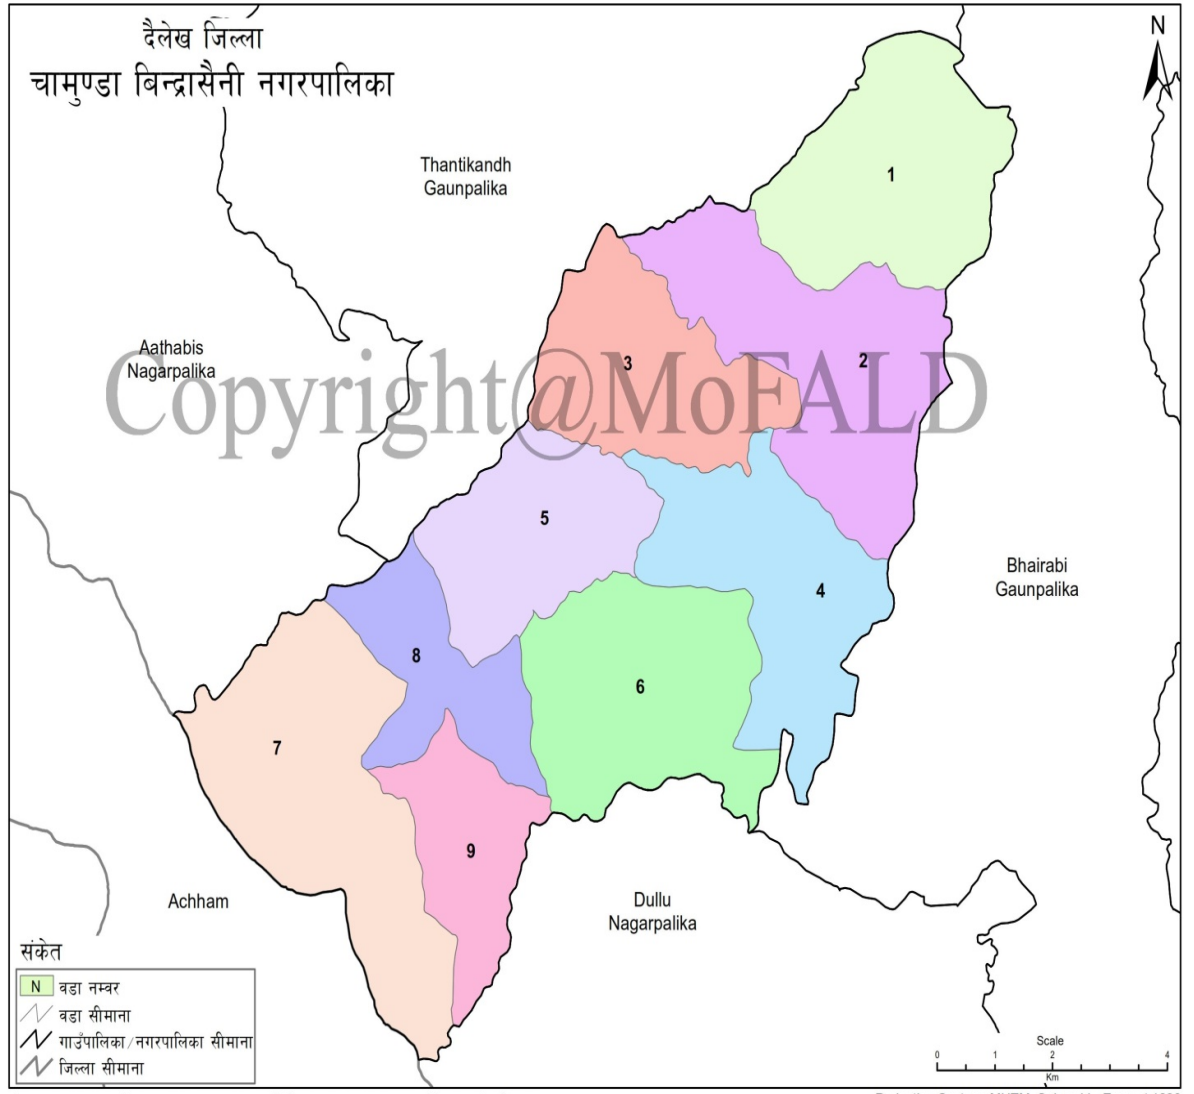 दैलेख जिल्ला
चामुण्डा बिन्द्रासैनी नगरपालिका
N
Thantikandh
Gaunpalika
1
Aathabis
Nagarpalika
3
2
Copyright@MoFALD
5
4
Bhairabi
Gaunpalika
8
6
7
9
Achham
Dullu
Nagarpalika
संकेत
N वडा नम्वर
वडा सीमाना
गाउँपालिका/नगरपालिका सीमाना
जिल्ला सीमाना
Scale
0 1 2 4
Km